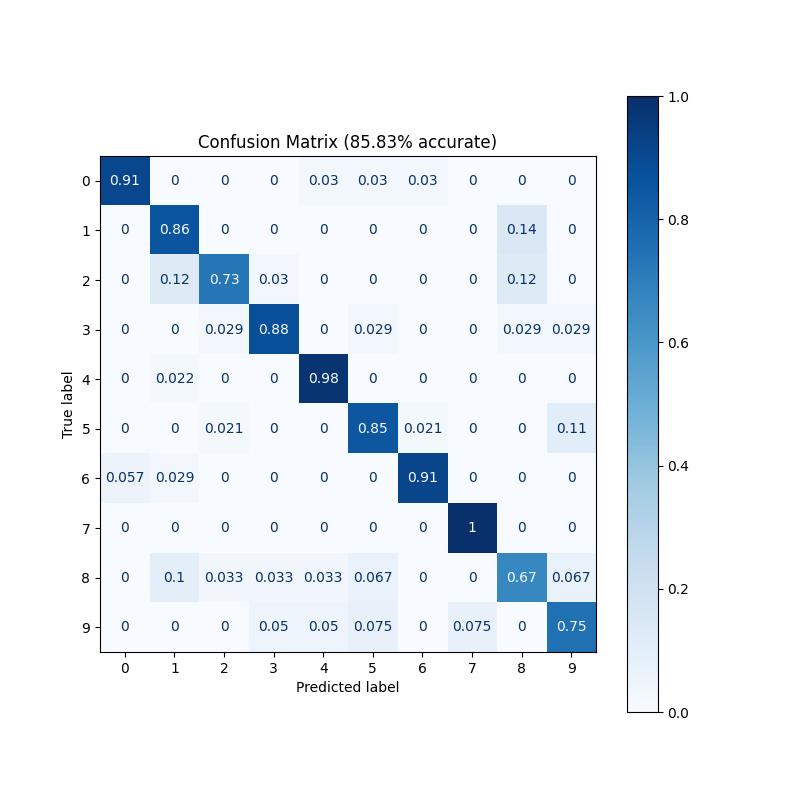 Confusion Matrix (85.83% accurate)
1.0
0 0.91 0 0 0 0.03 0.03 0.03 0 0 0
1 0 0.86 0 0 0 0 0 0 0.14 0
0.8
2 0 0.12 0.73 0.03 0 0 0 0 0.12 0
3 0 0 0.029 0.88 0 0.029 0 0 0.029 0.029
0.6
4 0 0.022 0 0 0.98 0 0 0 0 0
True label
5 0 0 0.021 0 0 0.85 0.021 0 0 0.11
0.4
6 0.057 0.029 0 0 0 0 0.91 0 0 0
7 0 0 0 0 0 0 0 1 0 0
8 0 0.1 0.033 0.033 0.033 0.067 0 0 0.67 0.067
0.2
9 0 0 0 0.05 0.05 0.075 0 0.075 0 0.75
0 1 2 3 4 5 6 7 8 9
Predicted label
0.0